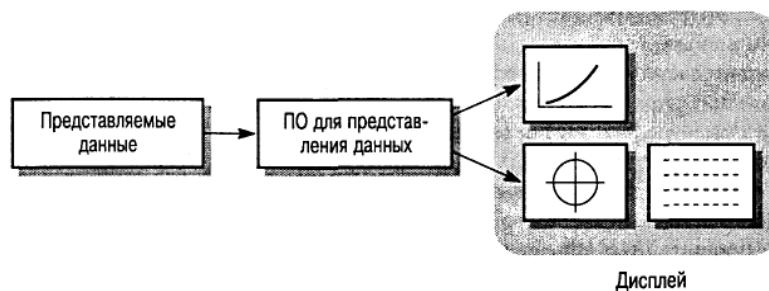 Представляемые
данные
ПО для представ-
ления данных
Дисплей